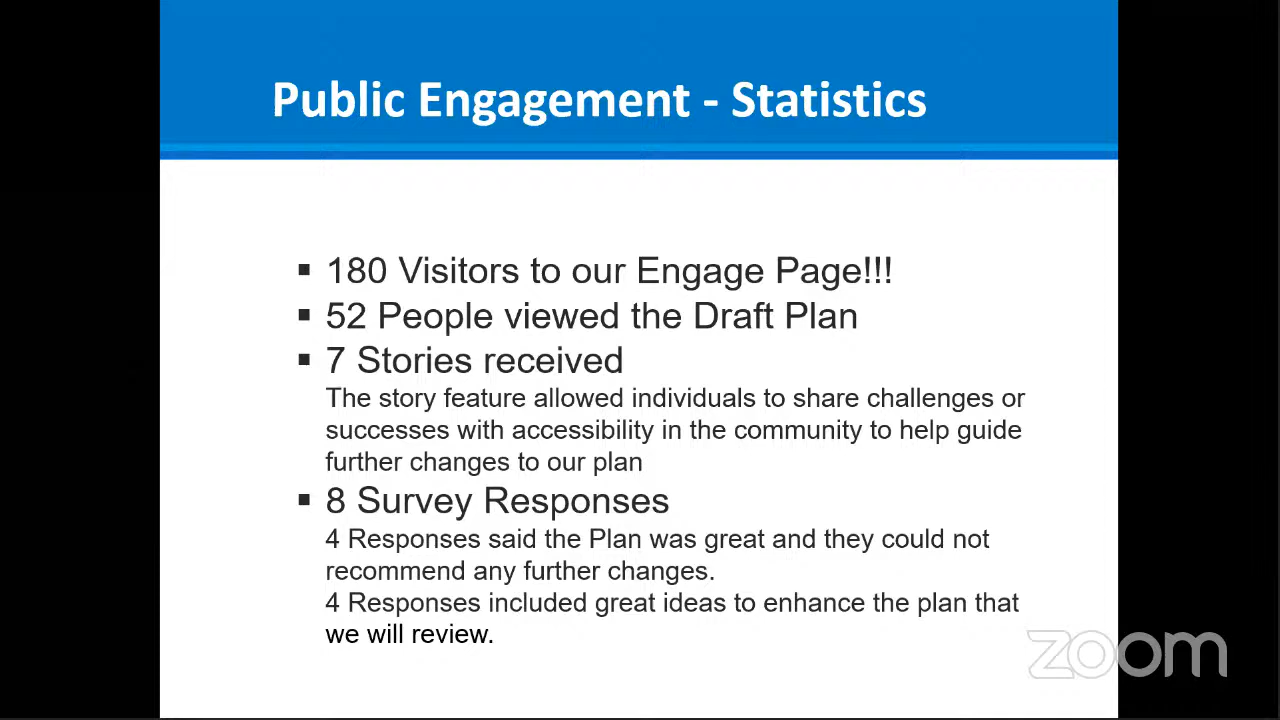 Public Engagement - Statistics
▪ 180 Visitors to our Engage Page!!!
▪ 52 People viewed the Draft Plan
▪ 7 Stories received
The story feature allowed individuals to share challenges or
successes with accessibility in the community to help guide
further changes to our plan
▪ 8 Survey Responses
4 Responses said the Plan was great and they could not
recommend any further changes.
4 Responses included great ideas to enhance the plan that
we will review.
zoom